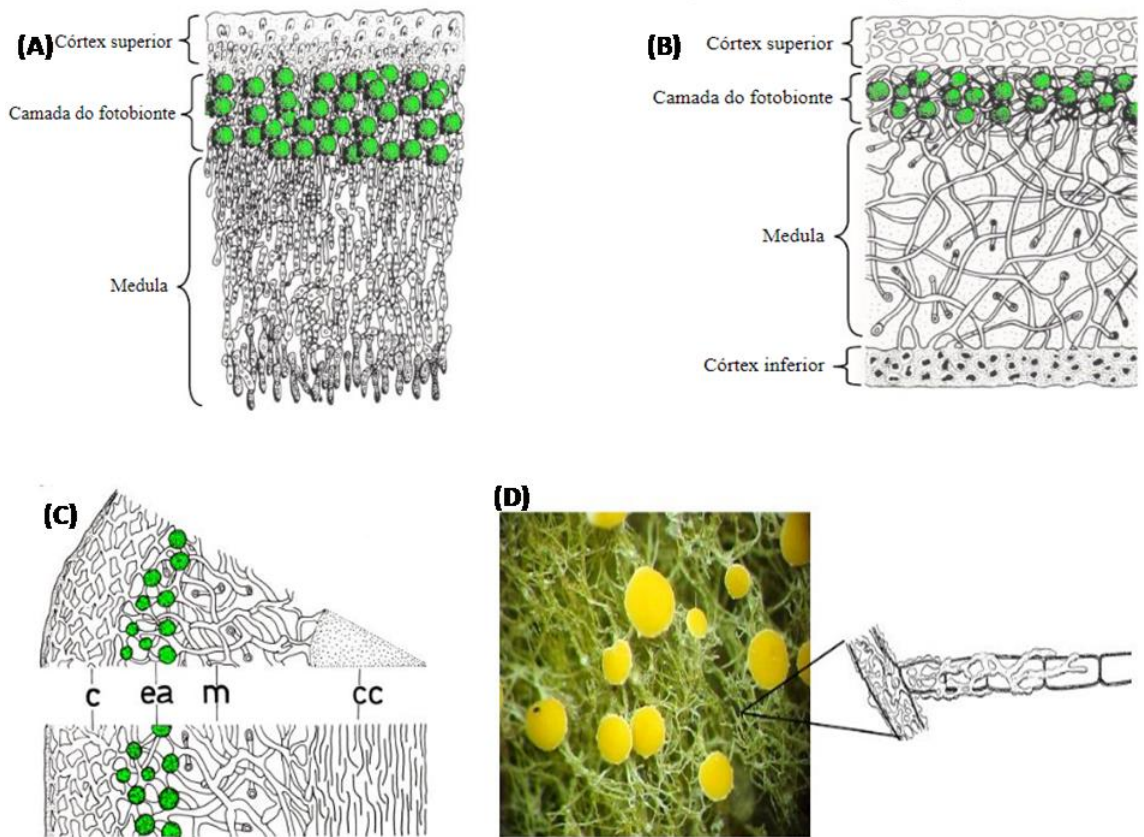 (A)
Córtex superior
Camada do fotobionte
Medula
(B)
Córtex superior
Camada do fotobionte
Medula
Córtex inferior
(C)
c ea m cc
(D)